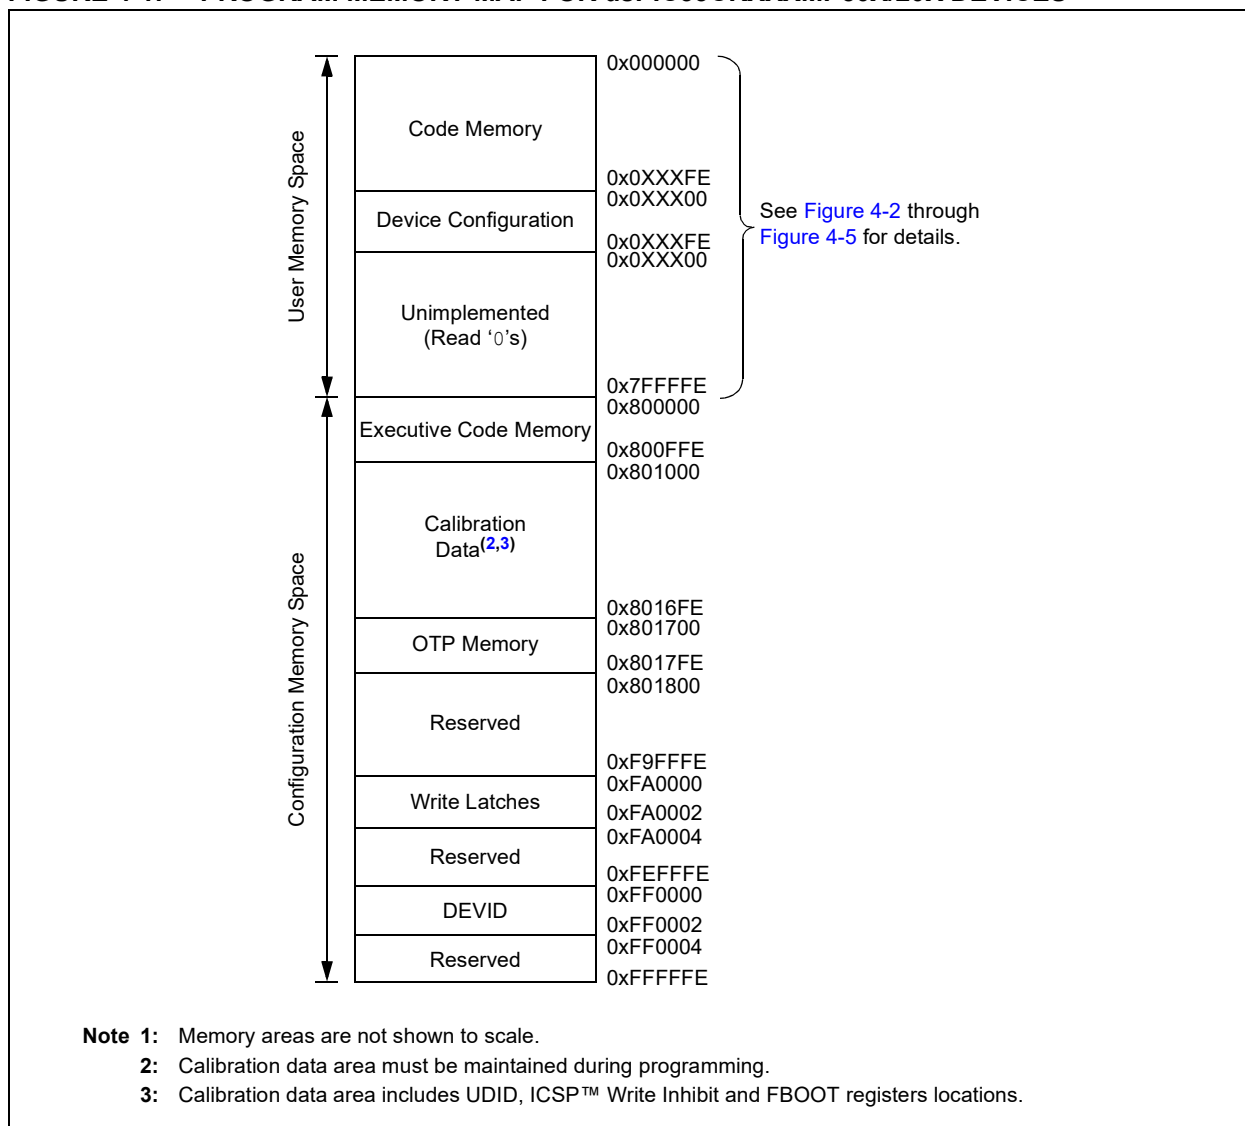 0x000000
Code Memory
0x0XXXFE
0x0XXX00
Device Configuration
0x0XXXFE
0x0XXX00
Unimplemented
(Read ‘0’s)
0x7FFFFE
See Figure 4-2 through
Figure 4-5 for details.
User Memory Space
0x800000
Executive Code Memory
0x800FFE
0x801000
Calibration
Data(2,3)
0x8016FE
0x801700
OTP Memory
0x8017FE
0x801800
Reserved
0xF9FFFE
0xFA0000
Write Latches
0xFA0002
0xFA0004
Reserved
0xFEFFFE
0xFF0000
DEVID
0xFF0002
0xFF0004
Reserved
0xFFFFFE
Configuration Memory Space
Note 1: Memory areas are not shown to scale.
2: Calibration data area must be maintained during programming.
3: Calibration data area includes UDID, ICSP™ Write Inhibit and FBOOT registers locations.